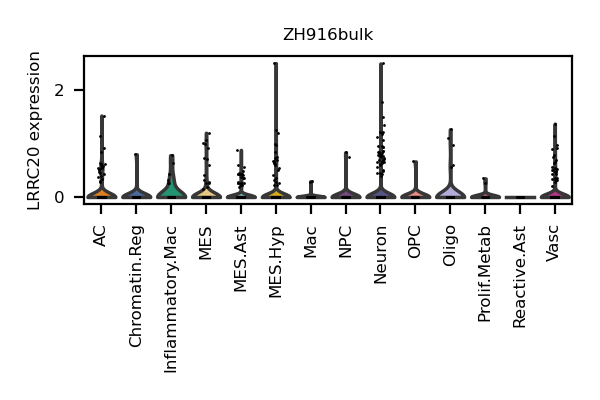 ZH916bulk
LRRC20 expression
2
0
AC
Chromatin.Reg
Inflammatory.Mac
MES
MES.Ast
MES.Hyp
Mac
NPC
Neuron
OPC
Oligo
Prolif.Metab
Reactive.Ast
Vasc